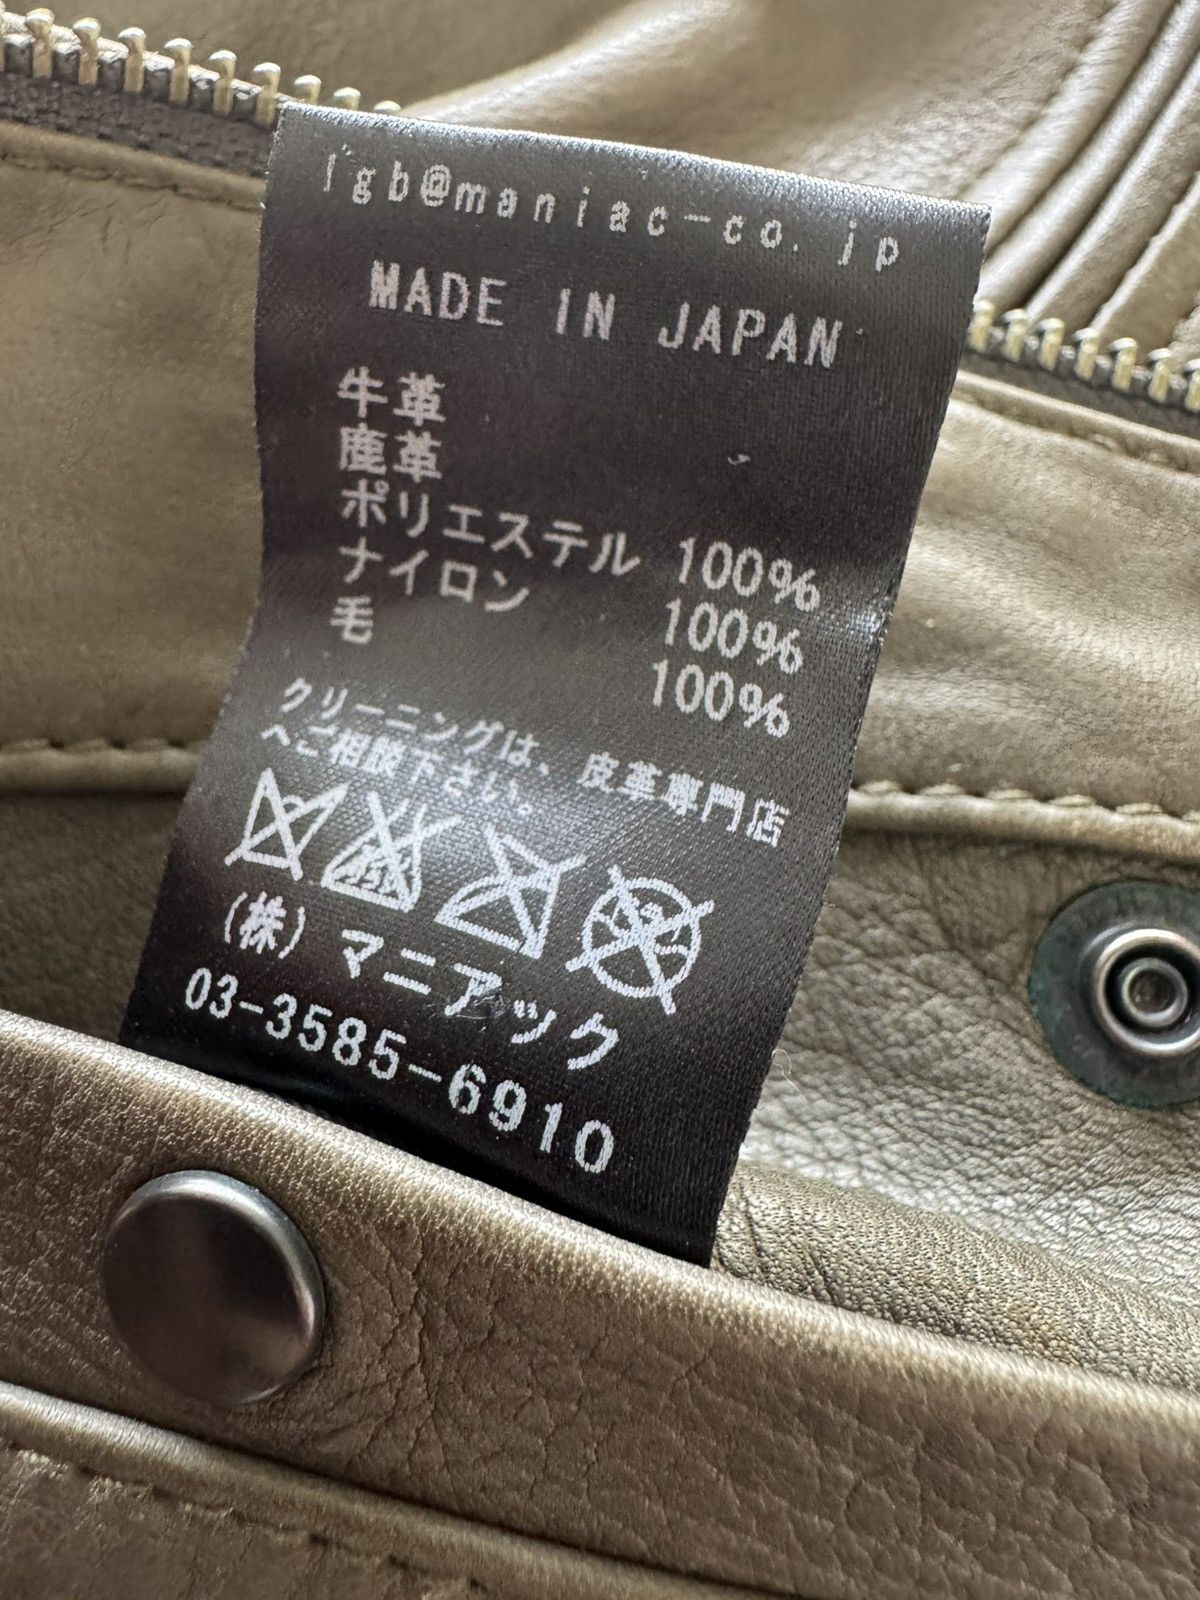 lgb@maniac-co.jp
MADE IN JAPAN
牛革
鹿革
ポリエステル 100%
ナイロン 100%
毛 100%
クリーニングは、皮革専門店
へご相談下さい。
(株)マニアック
03-3585-6910